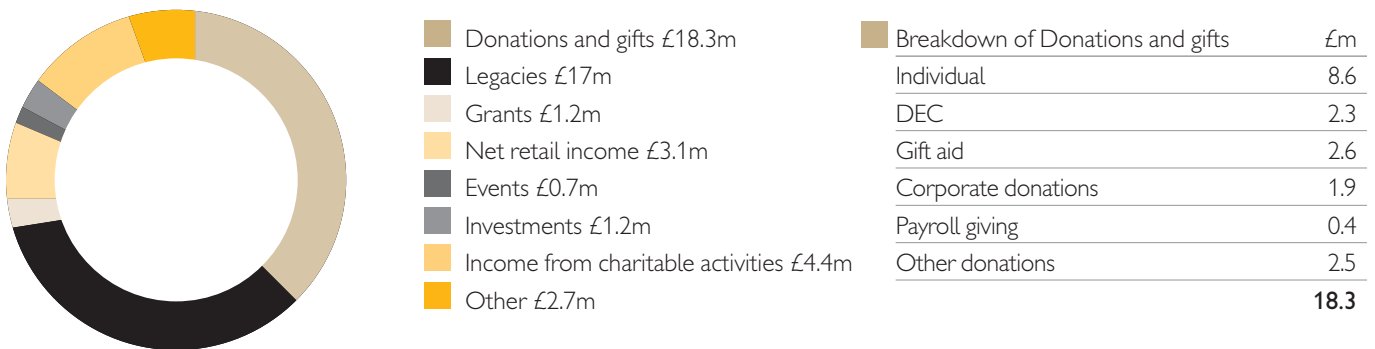 Donations and gifts £18.3m
Legacies £17m
Grants £1.2m
Net retail income £3.1m
Events £0.7m
Investments £1.2m
Income from charitable activities £4.4m
Other £2.7m
Breakdown of Donations and gifts £m
Individual 8.6
DEC 2.3
Gift aid 2.6
Corporate donations 1.9
Payroll giving 0.4
Other donations 2.5
18.3